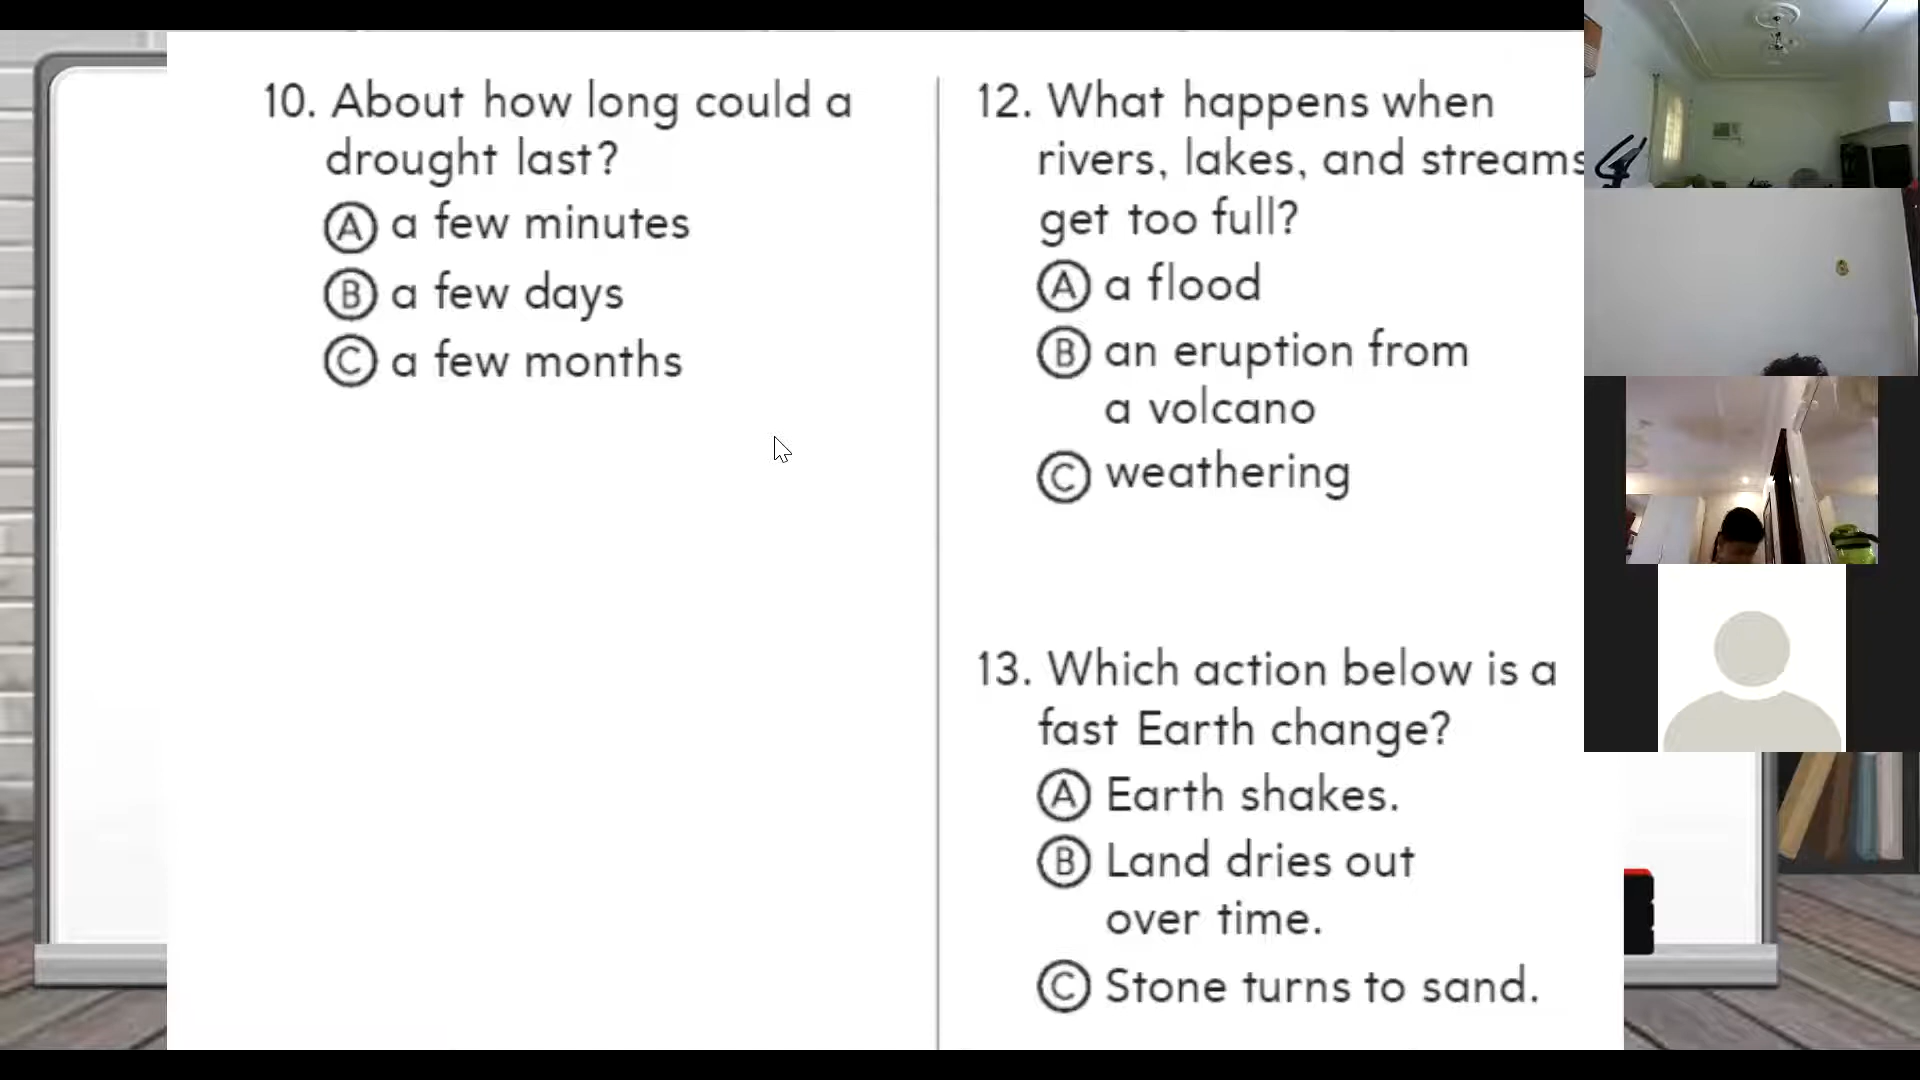 10. About how long could a
drought last?
A a few minutes
B a few days
C a few months
12. What happens when
rivers, lakes, and streams
get too full?
A a flood
B an eruption from
a volcano
C weathering
13. Which action below is a
fast Earth change?
A Earth shakes.
B Land dries out
over time.
C Stone turns to sand.